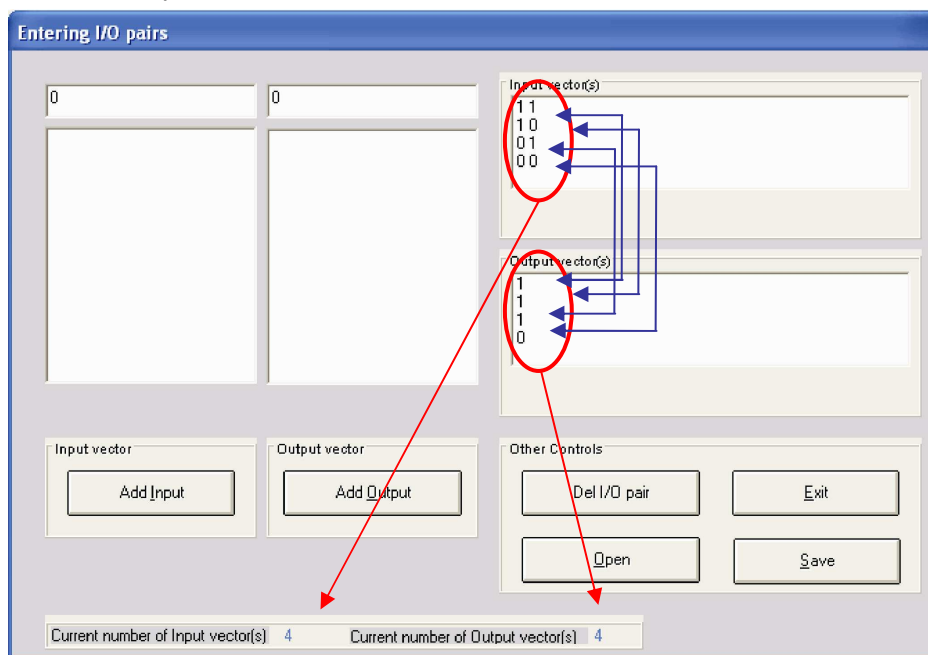 Entering I/O pairs
0
0
Input vector(s)
1 1
1 0
0 1
0 0
Output vector(s)
1
1
1
0
Input vector
Output vector
Other Controls
Add Input
Add Output
Del I/O pair
Exit
Open
Save
Current number of Input vector(s) 4 Current number of Output vector(s) 4